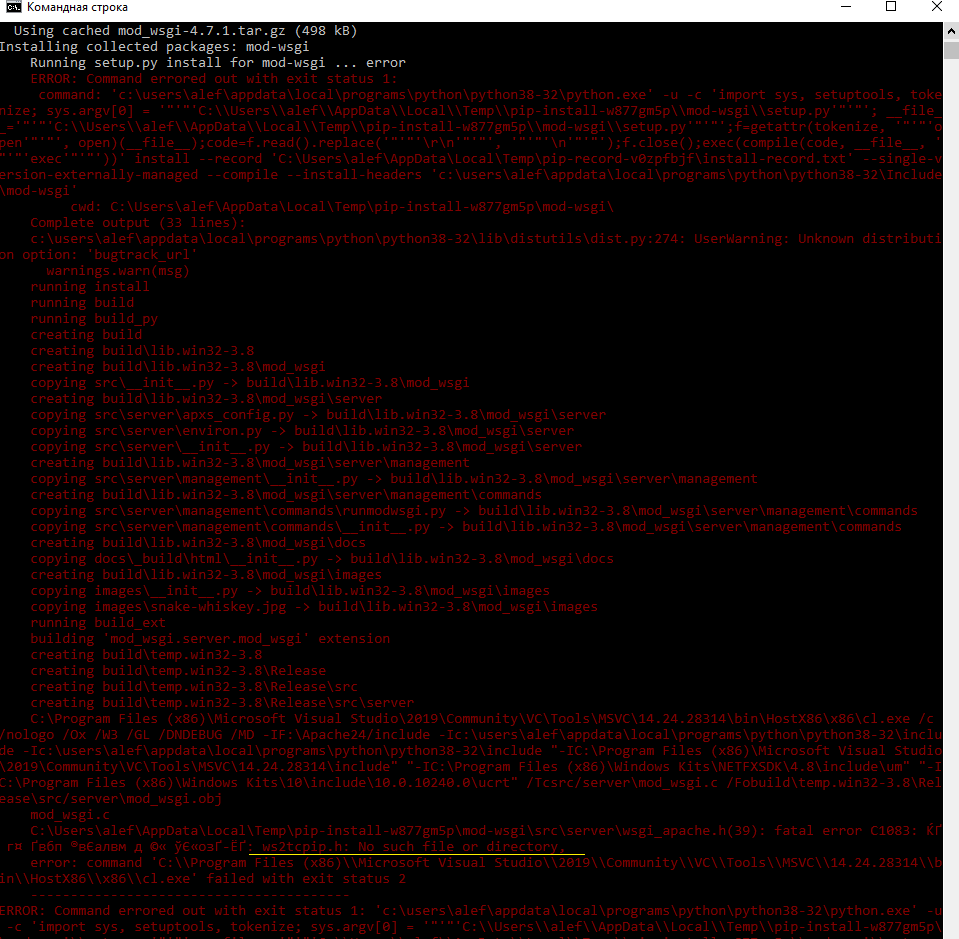 Командная строка
Using cached mod_wsgi-4.7.1.tar.gz (498 kB)
Installing collected packages: mod-wsgi
Running setup.py install for mod-wsgi ... error
ERROR: Command errored out with exit status 1:
command: 'c:\users\alef\appdata\local\programs\python\python38-32\python.exe' -u -c 'import sys, setuptools, toke
nize; sys.argv[0] = '"'"'C:\\Users\\alef\\AppData\\Local\\Temp\\pip-install-w877gm5p\\mod-wsgi\\setup.py'"'"'; __file_
_='"'"'C:\\Users\\alef\\AppData\\Local\\Temp\\pip-install-w877gm5p\\mod-wsgi\\setup.py'"'"';f=getattr(tokenize, '"'"'o
pen'"'"', open)(__file__);code=f.read().replace('"'"'\r\n'"'"', '"'"'\n'"'"');f.close();exec(compile(code, __file__, '
"'"'exec'"'"'))' install --record 'C:\Users\alef\AppData\Local\Temp\pip-record-v0zpfbjf\install-record.txt' --single-v
ersion-externally-managed --compile --install-headers 'c:\users\alef\appdata\local\programs\python\python38-32\Include
\mod-wsgi'
cwd: C:\Users\alef\AppData\Local\Temp\pip-install-w877gm5p\mod-wsgi\
Complete output (33 lines):
c:\users\alef\appdata\local\programs\python\python38-32\lib\distutils\dist.py:274: UserWarning: Unknown distributi
on option: 'bugtrack_url'
warnings.warn(msg)
running install
running build
running build_py
creating build
creating build\lib.win32-3.8
creating build\lib.win32-3.8\mod_wsgi
copying src\__init__.py -> build\lib.win32-3.8\mod_wsgi
creating build\lib.win32-3.8\mod_wsgi\server
copying src\server\apxs_config.py -> build\lib.win32-3.8\mod_wsgi\server
copying src\server\environ.py -> build\lib.win32-3.8\mod_wsgi\server
copying src\server\__init__.py -> build\lib.win32-3.8\mod_wsgi\server
creating build\lib.win32-3.8\mod_wsgi\server\management
copying src\server\management\__init__.py -> build\lib.win32-3.8\mod_wsgi\server\management
creating build\lib.win32-3.8\mod_wsgi\server\management\commands
copying src\server\management\commands\runmodwsgi.py -> build\lib.win32-3.8\mod_wsgi\server\management\commands
copying src\server\management\commands\__init__.py -> build\lib.win32-3.8\mod_wsgi\server\management\commands
creating build\lib.win32-3.8\mod_wsgi\docs
copying docs\_build\html\__init__.py -> build\lib.win32-3.8\mod_wsgi\docs
creating build\lib.win32-3.8\mod_wsgi\images
copying images\__init__.py -> build\lib.win32-3.8\mod_wsgi\images
copying images\snake-whiskey.jpg -> build\lib.win32-3.8\mod_wsgi\images
running build_ext
building 'mod_wsgi.server.mod_wsgi' extension
creating build\temp.win32-3.8
creating build\temp.win32-3.8\Release
creating build\temp.win32-3.8\Release\src
creating build\temp.win32-3.8\Release\src\server
C:\Program Files (x86)\Microsoft Visual Studio\2019\Community\VC\Tools\MSVC\14.24.28314\bin\HostX86\x86\cl.exe /c
/nologo /Ox /W3 /GL /DNDEBUG /MD -IF:\Apache24/include -Ic:\users\alef\appdata\local\programs\python\python38-32\inclu
de -Ic:\users\alef\appdata\local\programs\python\python38-32\include "-IC:\Program Files (x86)\Microsoft Visual Studio
\2019\Community\VC\Tools\MSVC\14.24.28314\include" "-IC:\Program Files (x86)\Windows Kits\NETFXSDK\4.8\include\um" "-I
C:\Program Files (x86)\Windows Kits\10\include\10.0.10240.0\ucrt" /Tcsrc/server\mod_wsgi.c /Fobuild\temp.win32-3.8\Rel
ease\src/server\mod_wsgi.obj
mod_wsgi.c
C:\Users\alef\AppData\Local\Temp\pip-install-w877gm5p\mod-wsgi\src\server\wsgi_apache.h(39): fatal error C1083:
: ws2tcpip.h: No such file or directory,
error: command 'C:\\Program Files (x86)\\Microsoft Visual Studio\\2019\\Community\\VC\\Tools\\MSVC\\14.24.28314\\b
in\\HostX86\\x86\\cl.exe' failed with exit status 2
----------------------------------------
ERROR: Command errored out with exit status 1: 'c:\users\alef\appdata\local\programs\python\python38-32\python.exe' -u
-c 'import sys, setuptools, tokenize; sys.argv[0] = '"'"'C:\\Users\\alef\\AppData\\Local\\Temp\\pip-install-w877gm5p\